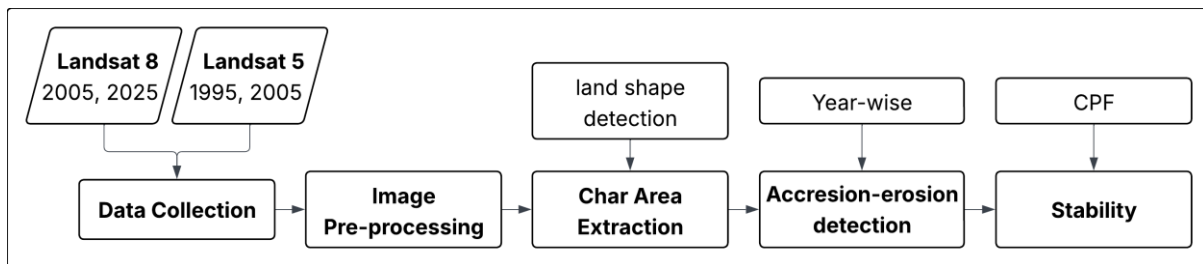 Landsat 8
2005, 2025
Landsat 5
1995, 2005
land shape
detection
Year-wise
CPF
Data Collection
Image
Pre-processing
Char Area
Extraction
Accresion-erosion
detection
Stability